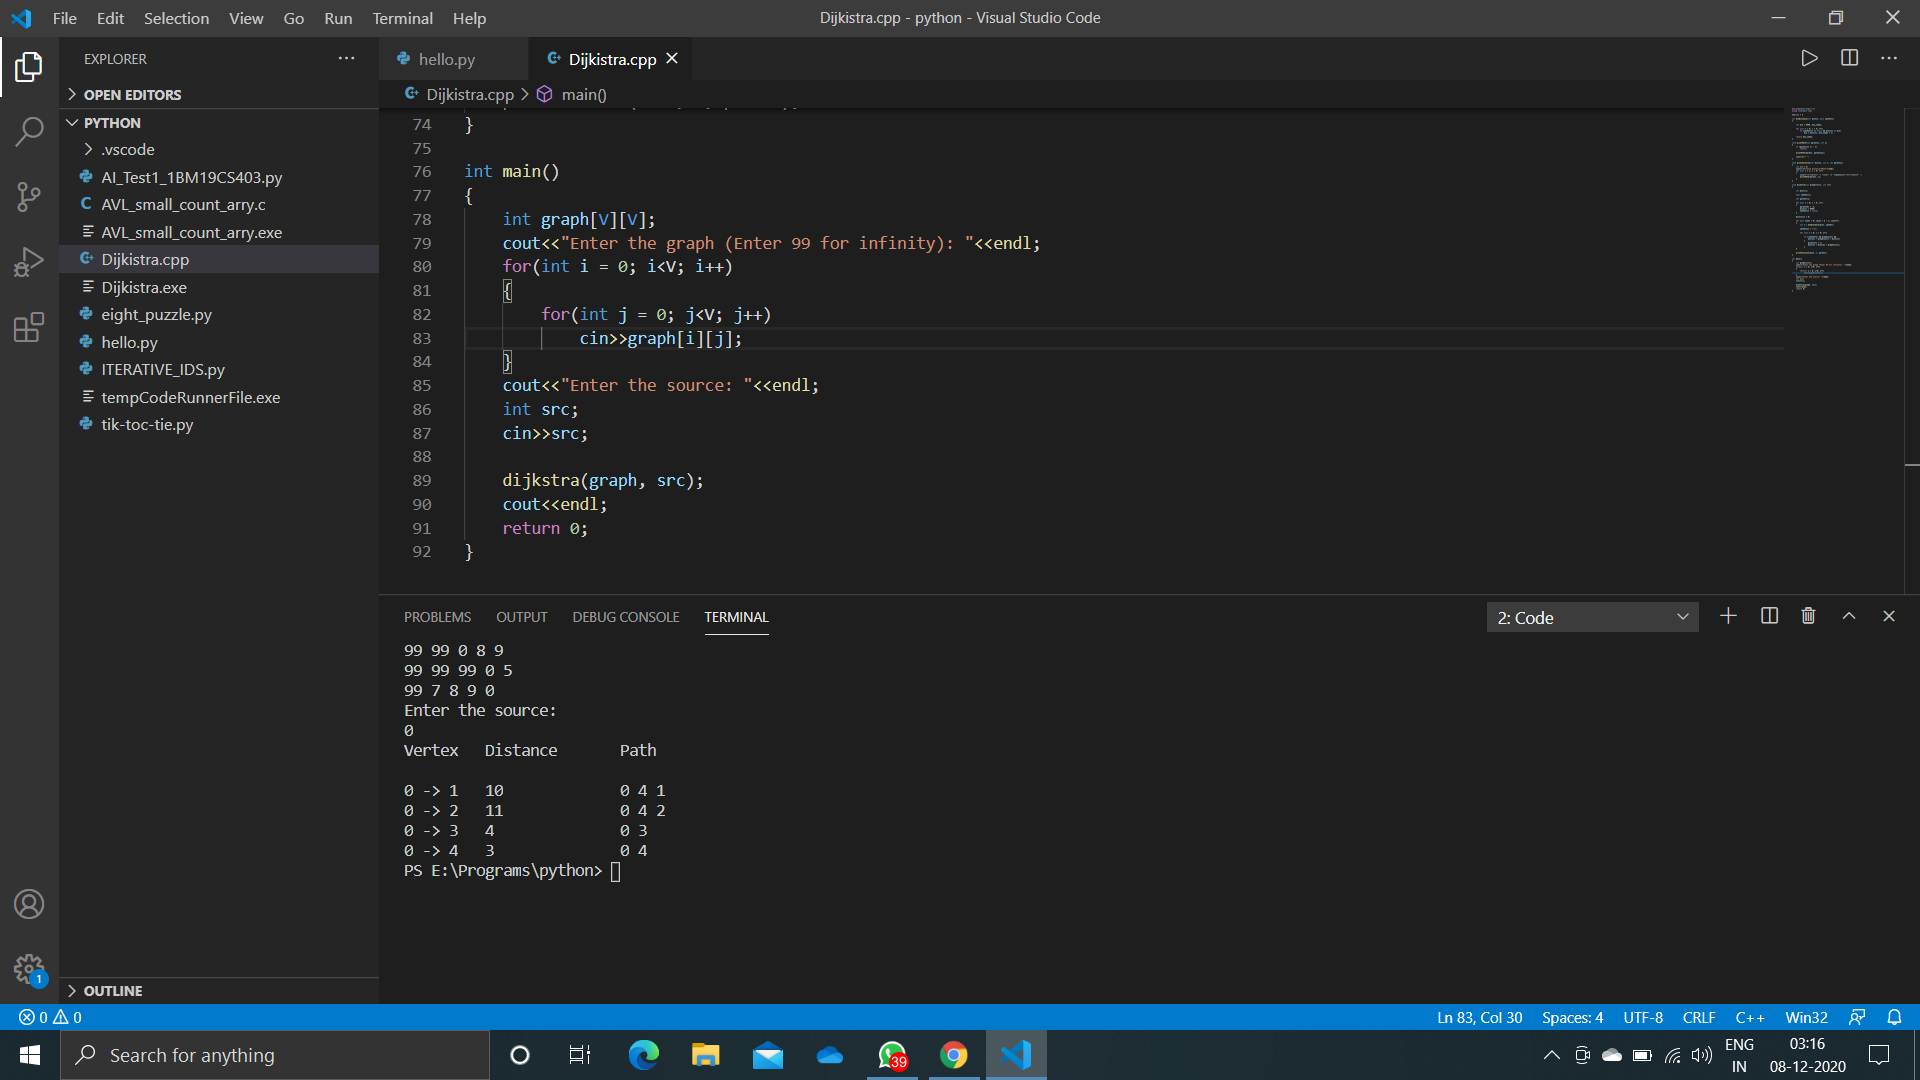 File Edit Selection View Go Run Terminal Help
Dijkistra.cpp - python - Visual Studio Code
EXPLORER
OPEN EDITORS
PYTHON
.vscode
AI_Test1_1BM19CS403.py
AVL_small_count_arry.c
AVL_small_count_arry.exe
Dijkistra.cpp
Dijkistra.exe
eight_puzzle.py
hello.py
ITERATIVE_IDS.py
tempCodeRunnerFile.exe
tik-toc-tie.py
OUTLINE
hello.py Dijkistra.cpp
Dijkistra.cpp > main()
74 }
75
76 int main()
77 {
78 int graph[V][V];
79 cout<<"Enter the graph (Enter 99 for infinity): "<<endl;
80 for(int i = 0; i<V; i++)
81 {
82 for(int j = 0; j<V; j++)
83 cin>>graph[i][j];
84 }
85 cout<<"Enter the source: "<<endl;
86 int src;
87 cin>>src;
88
89 dijkstra(graph, src);
90 cout<<endl;
91 return 0;
92 }
PROBLEMS OUTPUT DEBUG CONSOLE TERMINAL
2: Code
99 99 0 8 9
99 99 99 0 5
99 7 8 9 0
Enter the source:
0
Vertex Distance Path
0 -> 1 10 0 4 1
0 -> 2 11 0 4 2
0 -> 3 4 0 3
0 -> 4 3 0 4
PS E:\Programs\python>
1
0 0
Ln 83, Col 30 Spaces: 4 UTF-8 CRLF C++ Win32
Search for anything
39
ENG
IN
03:16
08-12-2020